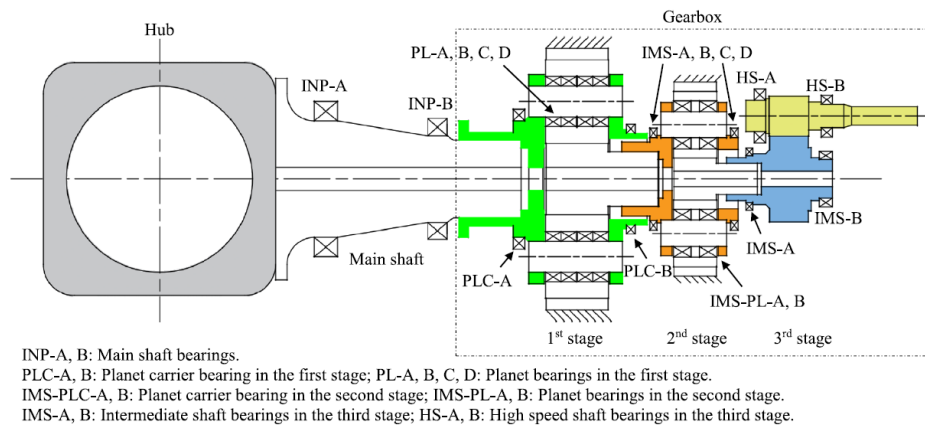 Gearbox
Hub
PL-A, B, C, D
IMS-A, B, C, D
HS-A
HS-B
INP-A
INP-B
Main shaft
PLC-A
PLC-B
IMS-A
IMS-B
IMS-PL-A, B
1st stage
2nd stage
3rd stage
INP-A, B: Main shaft bearings.
PLC-A, B: Planet carrier bearing in the first stage; PL-A, B, C, D: Planet bearings in the first stage.
IMS-PLC-A, B: Planet carrier bearing in the second stage; IMS-PL-A, B: Planet bearings in the second stage.
IMS-A, B: Intermediate shaft bearings in the third stage; HS-A, B: High speed shaft bearings in the third stage.